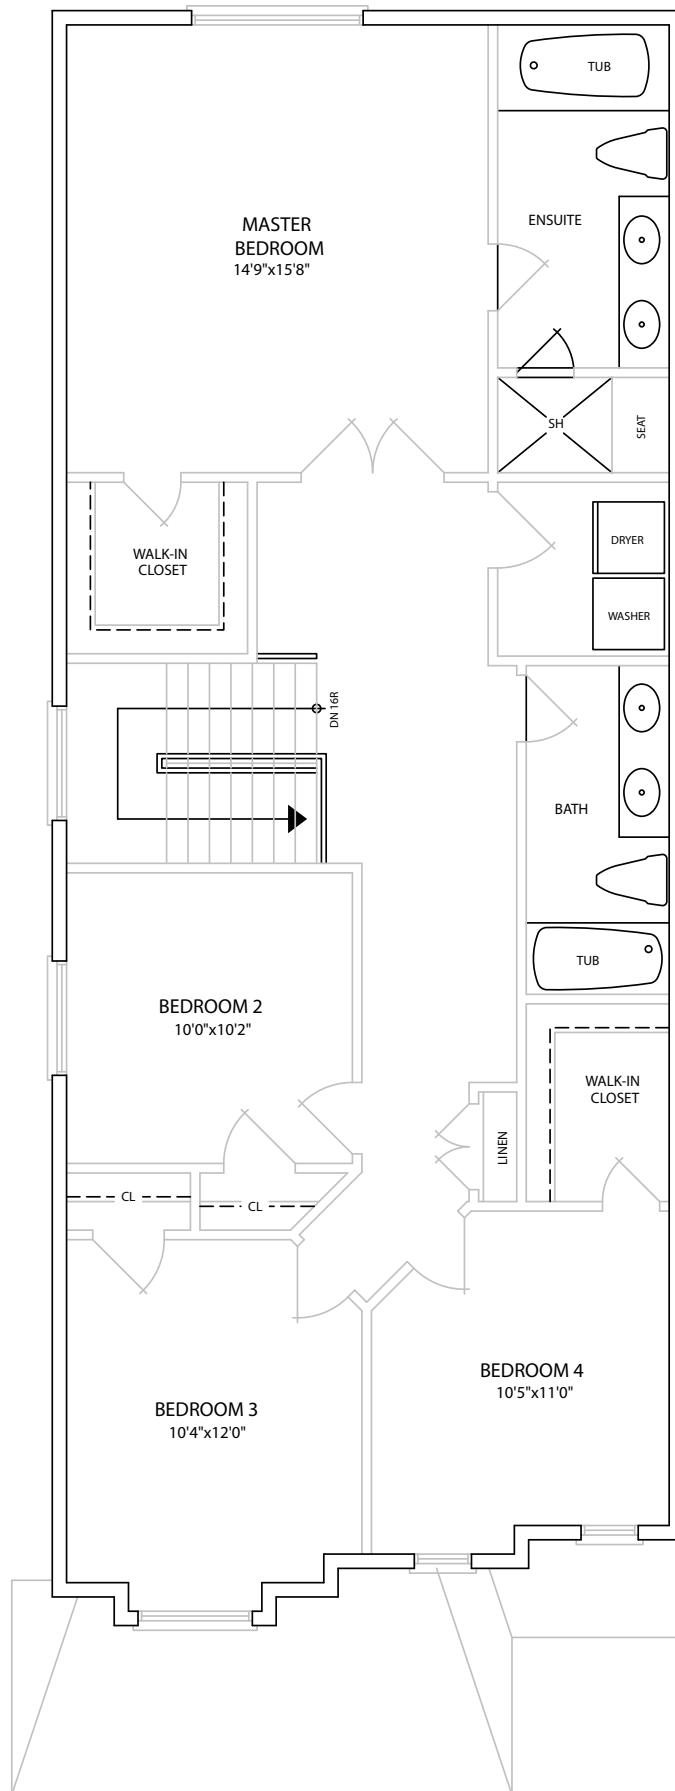 TUB
ENSUITE
MASTER
BEDROOM
14'9"x15'8"
SH
SEAT
DRYER
WASHER
WALK-IN
CLOSET
DN 16R
BATH
TUB
BEDROOM 2
10'0"x10'2"
WALK-IN
CLOSET
LINEN
CL
CL
BEDROOM 4
10'5"x11'0"
BEDROOM 3
10'4"x12'0"